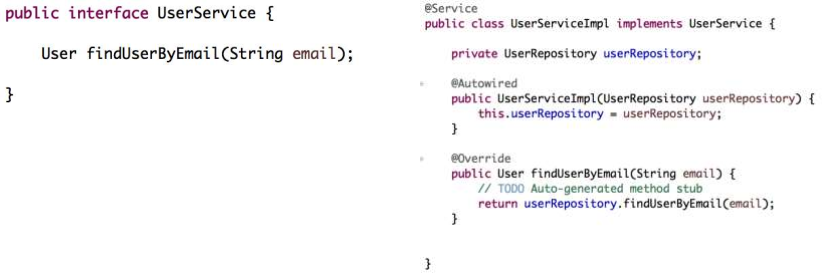 public interface UserService {
User findUserByEmail(String email);
}
@Service
public class UserServiceImpl implements UserService {
private UserRepository userRepository;
@Autowired
public UserServiceImpl(UserRepository userRepository) {
this.userRepository = userRepository;
}
@Override
public User findUserByEmail(String email) {
// TODO Auto-generated method stub
return userRepository.findUserByEmail(email);
}
}